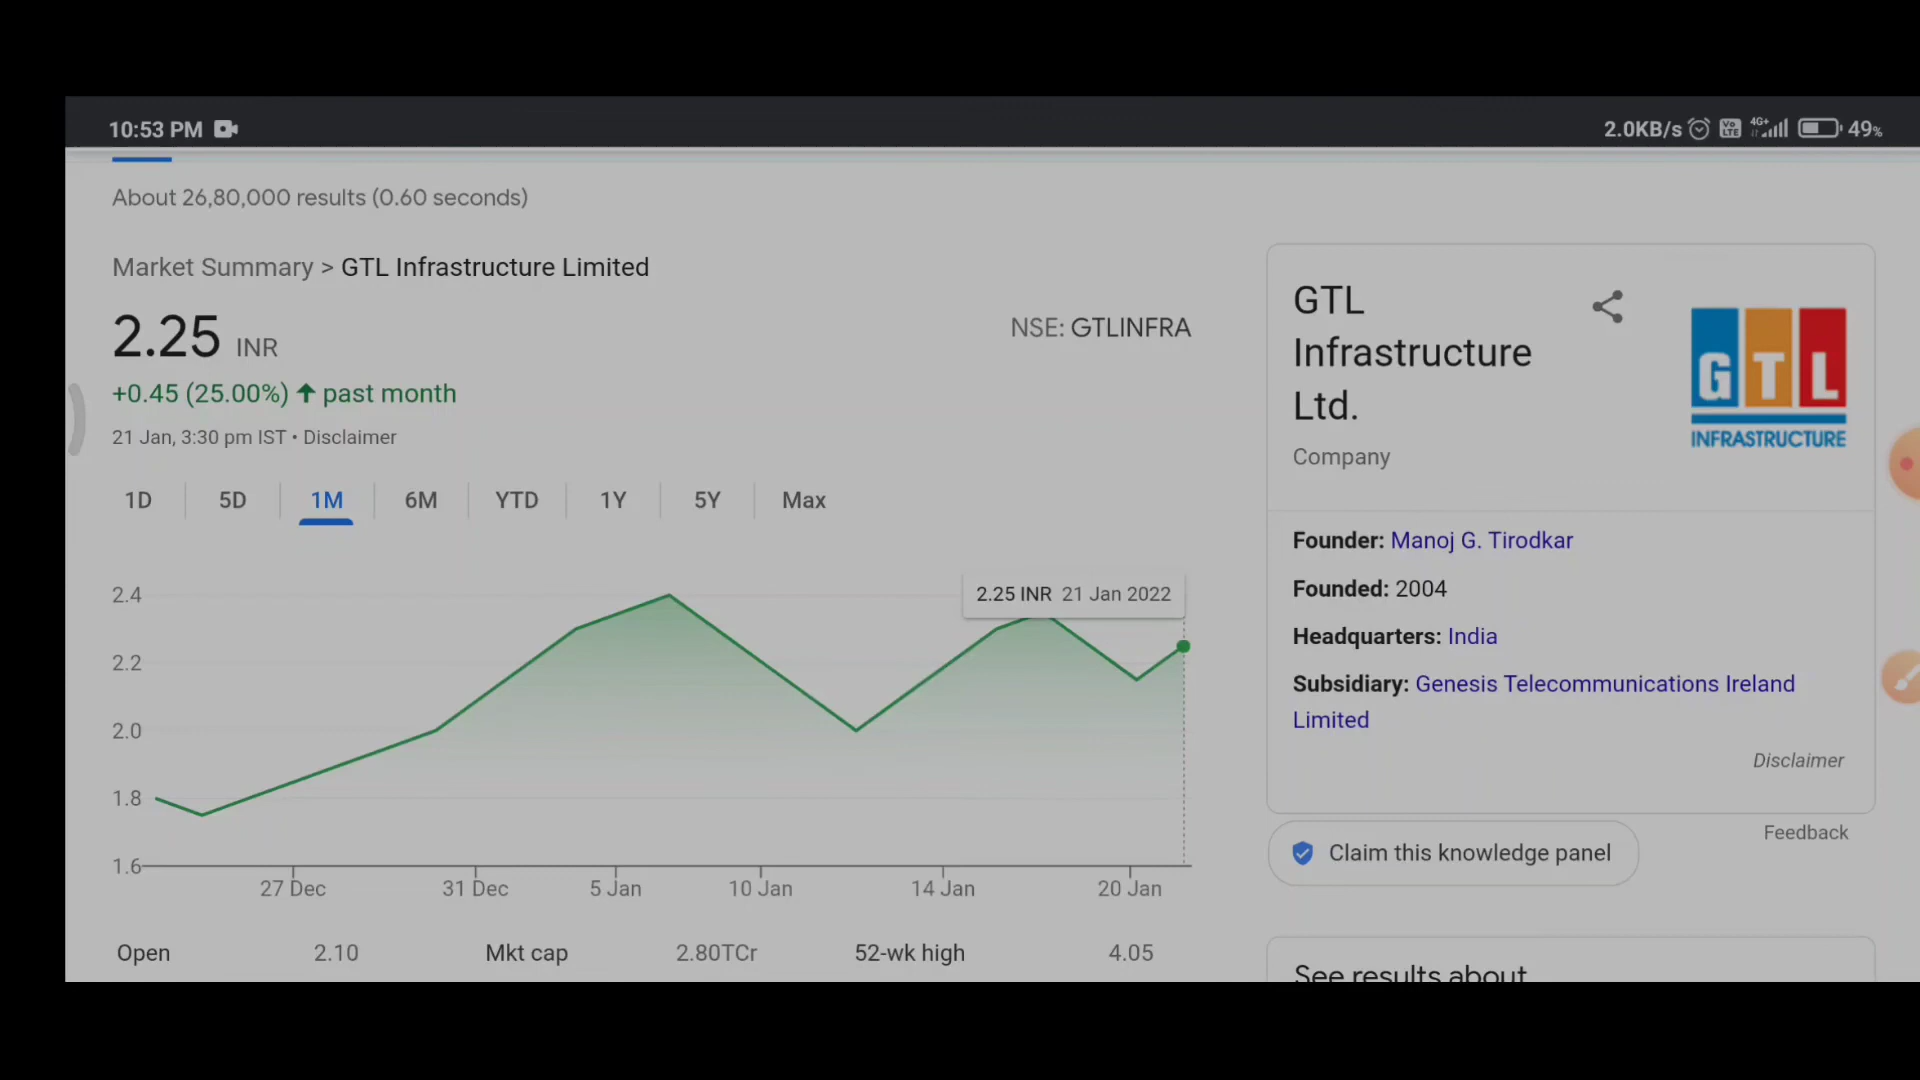 10:53 PM
2.0KB/s Vo LTE 4G+ 49%
About 26,80,000 results (0.60 seconds)
Market Summary > GTL Infrastructure Limited
2.25 INR
NSE: GTLINFRA
+0.45 (25.00%) past month
21 Jan, 3:30 pm IST • Disclaimer
1D 5D 1M 6M YTD 1Y 5Y Max
2.25 INR 21 Jan 2022
2.4
2.2
2.0
1.8
1.6
27 Dec 31 Dec 5 Jan 10 Jan 14 Jan 20 Jan
Open 2.10 Mkt cap 2.80TCr 52-wk high 4.05
GTL
Infrastructure
Ltd.
Company
GTL
INFRASTRUCTURE
Founder: Manoj G. Tirodkar
Founded: 2004
Headquarters: India
Subsidiary: Genesis Telecommunications Ireland
Limited
Disclaimer
Feedback
Claim this knowledge panel
See results about